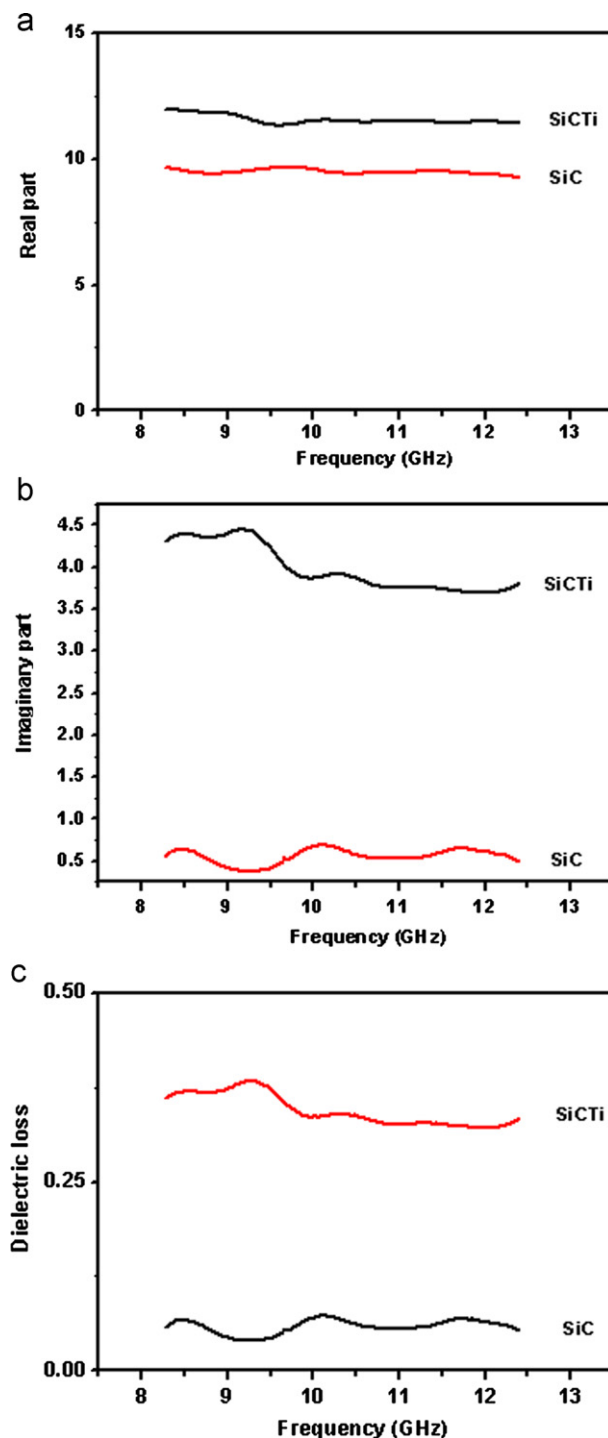 a
15
10
5
0
Real part
SiCTi
SiC
8 9 10 11 12 13
Frequency (GHz)
b
4.5
4.0
3.5
3.0
2.5
2.0
1.5
1.0
0.5
Imaginary part
SiCTi
SiC
8 9 10 11 12 13
Frequency (GHz)
c
0.50
0.25
0.00
Dielectric loss
SiCTi
SiC
8 9 10 11 12 13
Frequency (GHz)